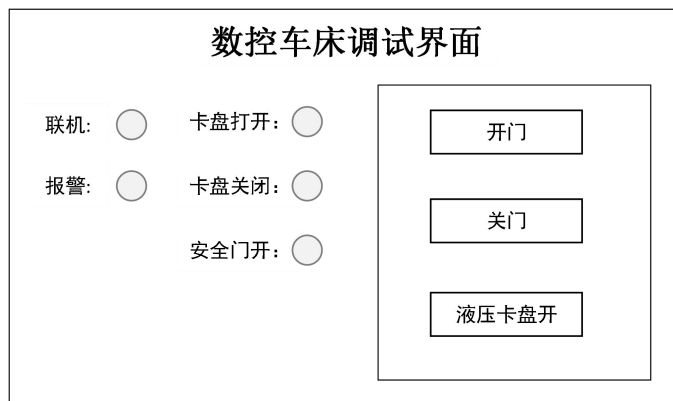 数控车床调试界面
联机:
卡盘打开：
开门
报警:
卡盘关闭：
关门
安全门开：
液压卡盘开